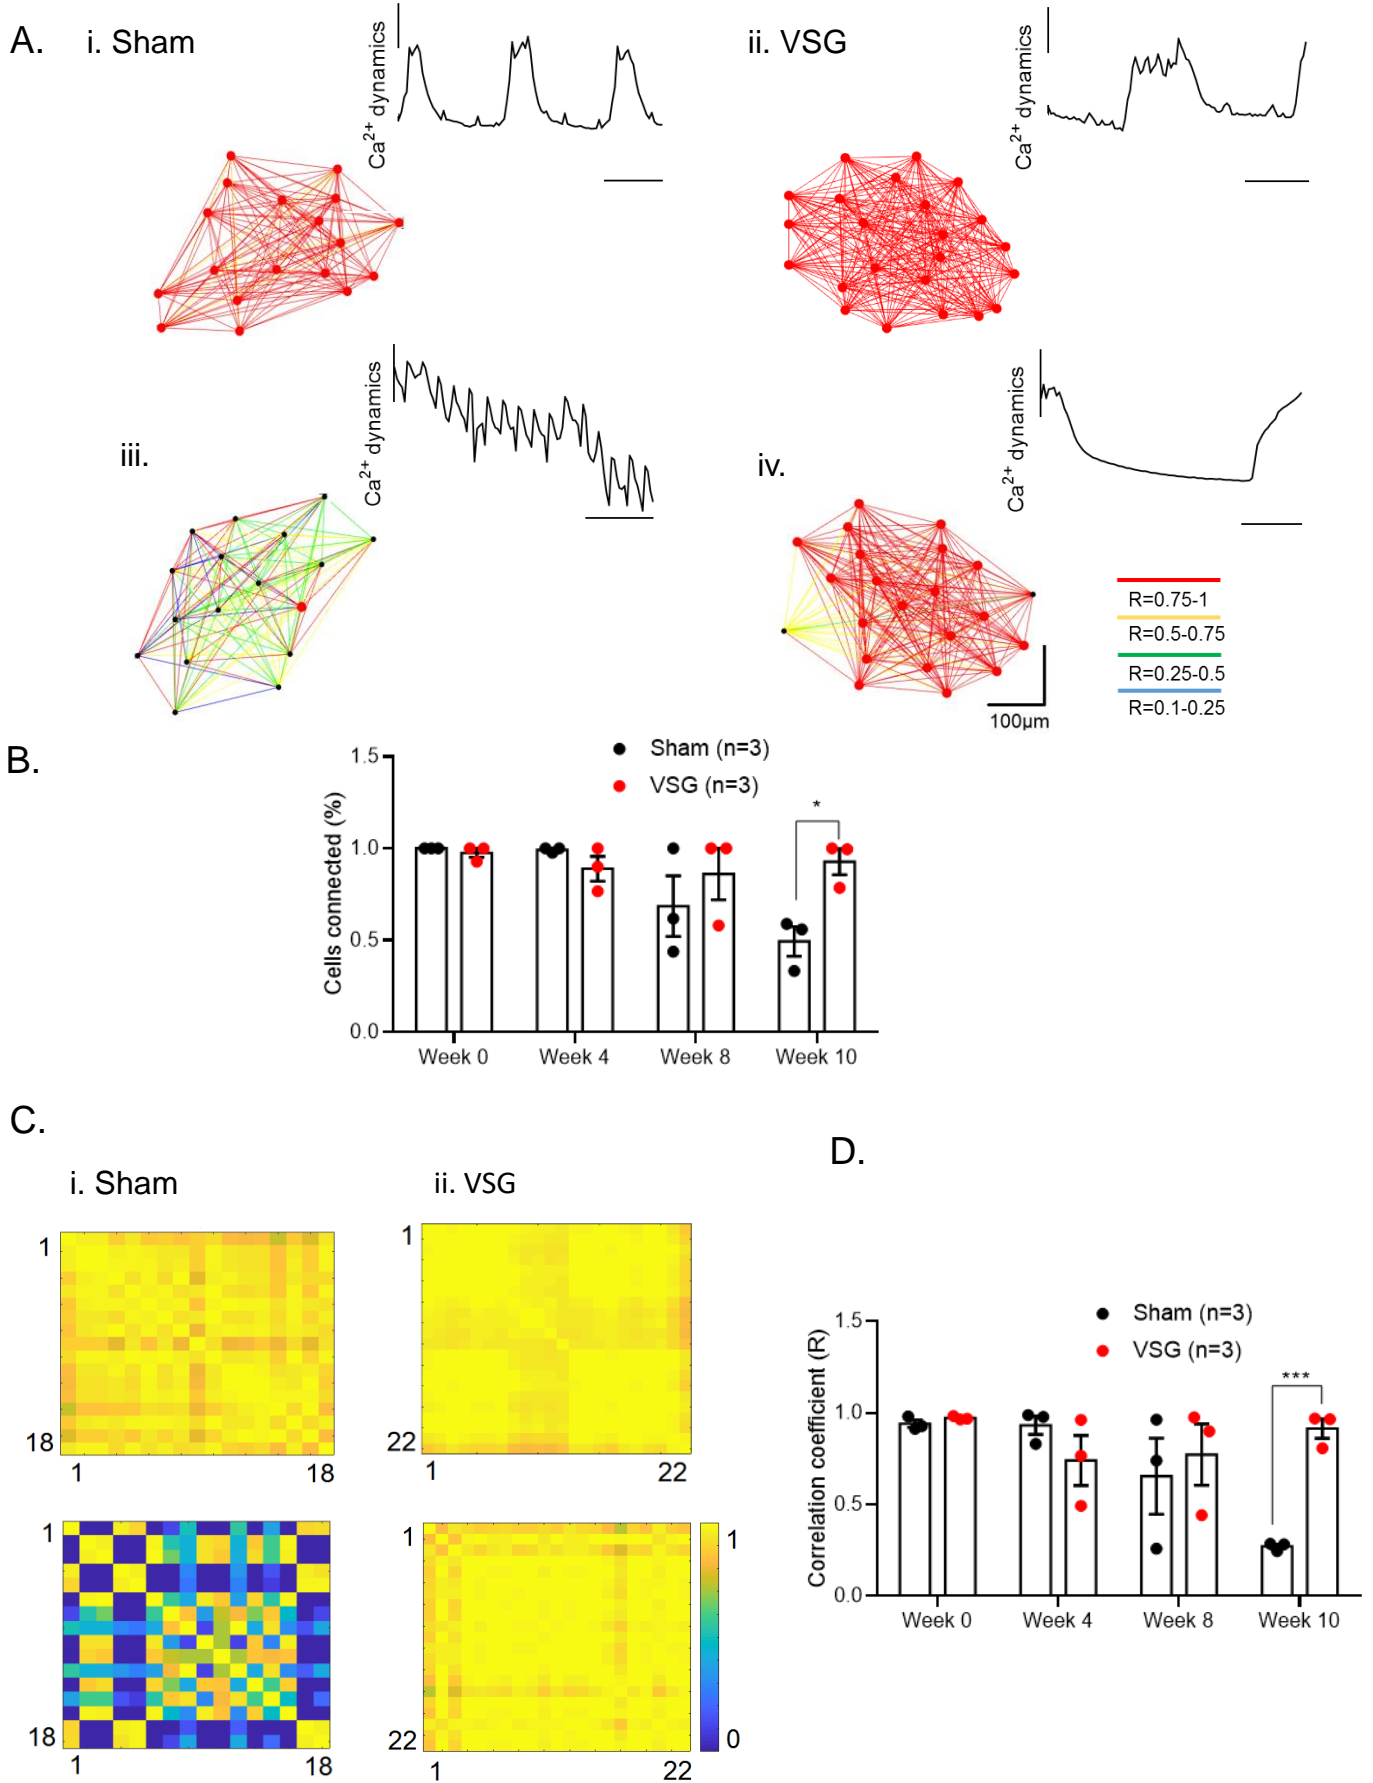 A.
i. Sham
Ca2+ dynamics
ii. VSG
Ca2+ dynamics
iii.
Ca2+ dynamics
iv.
Ca2+ dynamics
R=0.75-1
R=0.5-0.75
R=0.25-0.5
R=0.1-0.25
100µm
B.
Sham (n=3)
VSG (n=3)
Cells connected (%)
1.5
1.0
0.5
0.0
*
Week 0 Week 4 Week 8 Week 10
C.
i. Sham
1
18
1 18
ii. VSG
1
22
1 22
1
18
1 18
1
22
1 22
1
0
D.
Sham (n=3)
VSG (n=3)
Correlation coefficient (R)
1.5
1.0
0.5
0.0
***
Week 0 Week 4 Week 8 Week 10